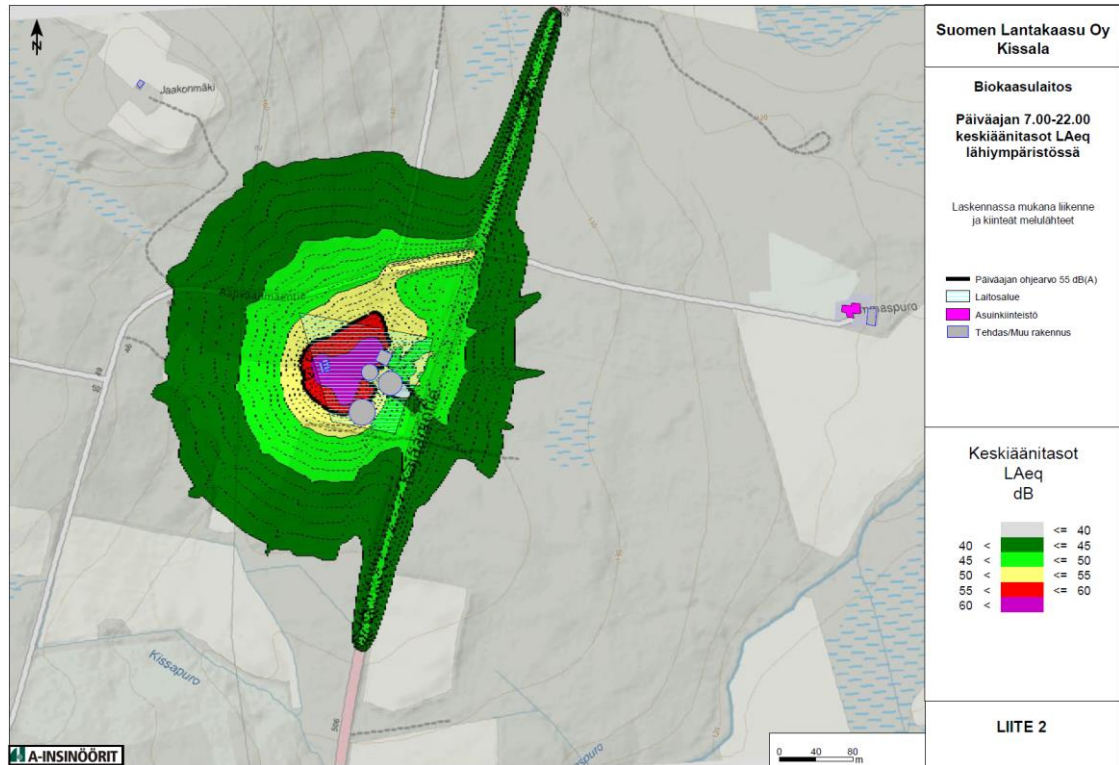 Suomen Lantakaasu Oy
Kissala
Biokaasulaitos
Päiväajan 7.00-22.00
keskiäänitasot LAeq
lähiympäristössä
Laskennassa mukana liikenne
ja kiinteät melulähteet
Päiväajan ohjearvo 55 dB(A)
Laitosalue
Asuinkiinteistö
Tehdas/Muu rakennus
Keskiäänitasot
LAeq
dB
<= 40
40 < <= 45
45 < <= 50
50 < <= 55
55 < <= 60
60 <
LIITE 2
N
Jaakonmäki
mmaspuro
Kissapuro
506
A-INSINÖÖRIT
0 40 80
m